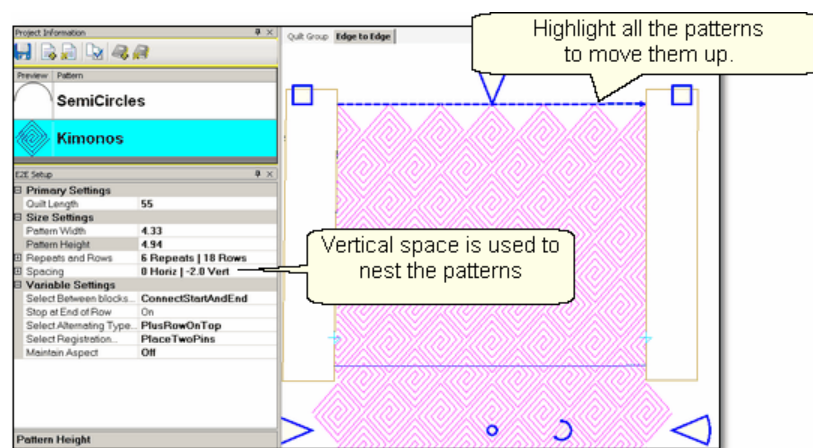 Project Information
Quilt Group Edge to Edge
Highlight all the patterns
to move them up.
Preview Pattern
SemiCircles
Kimonos
E2E Setup
Primary Settings
Quilt Length 55
Size Settings
Pattern Width 4.33
Pattern Height 4.94
Repeats and Rows 6 Repeats | 18 Rows
Spacing 0 Horiz | -2.0 Vert
Vertical space is used to
nest the patterns
Variable Settings
Select Between blocks... ConnectStartAndEnd
Stop at End of Row On
Select Alternating Type... PlusRowOnTop
Select Registration... PlaceTwoPins
Maintain Aspect Off
Pattern Height